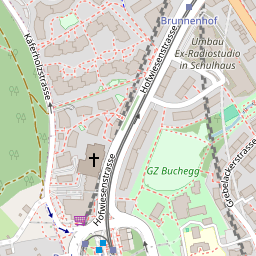 Brunnenhof
Umbau
Ex-Radiostudio
in Schulhaus
Hofwiesenstrasse
Käferholzstrasse
Hofwiesenstrasse
GZ Buchegg
Grebelackerstrasse